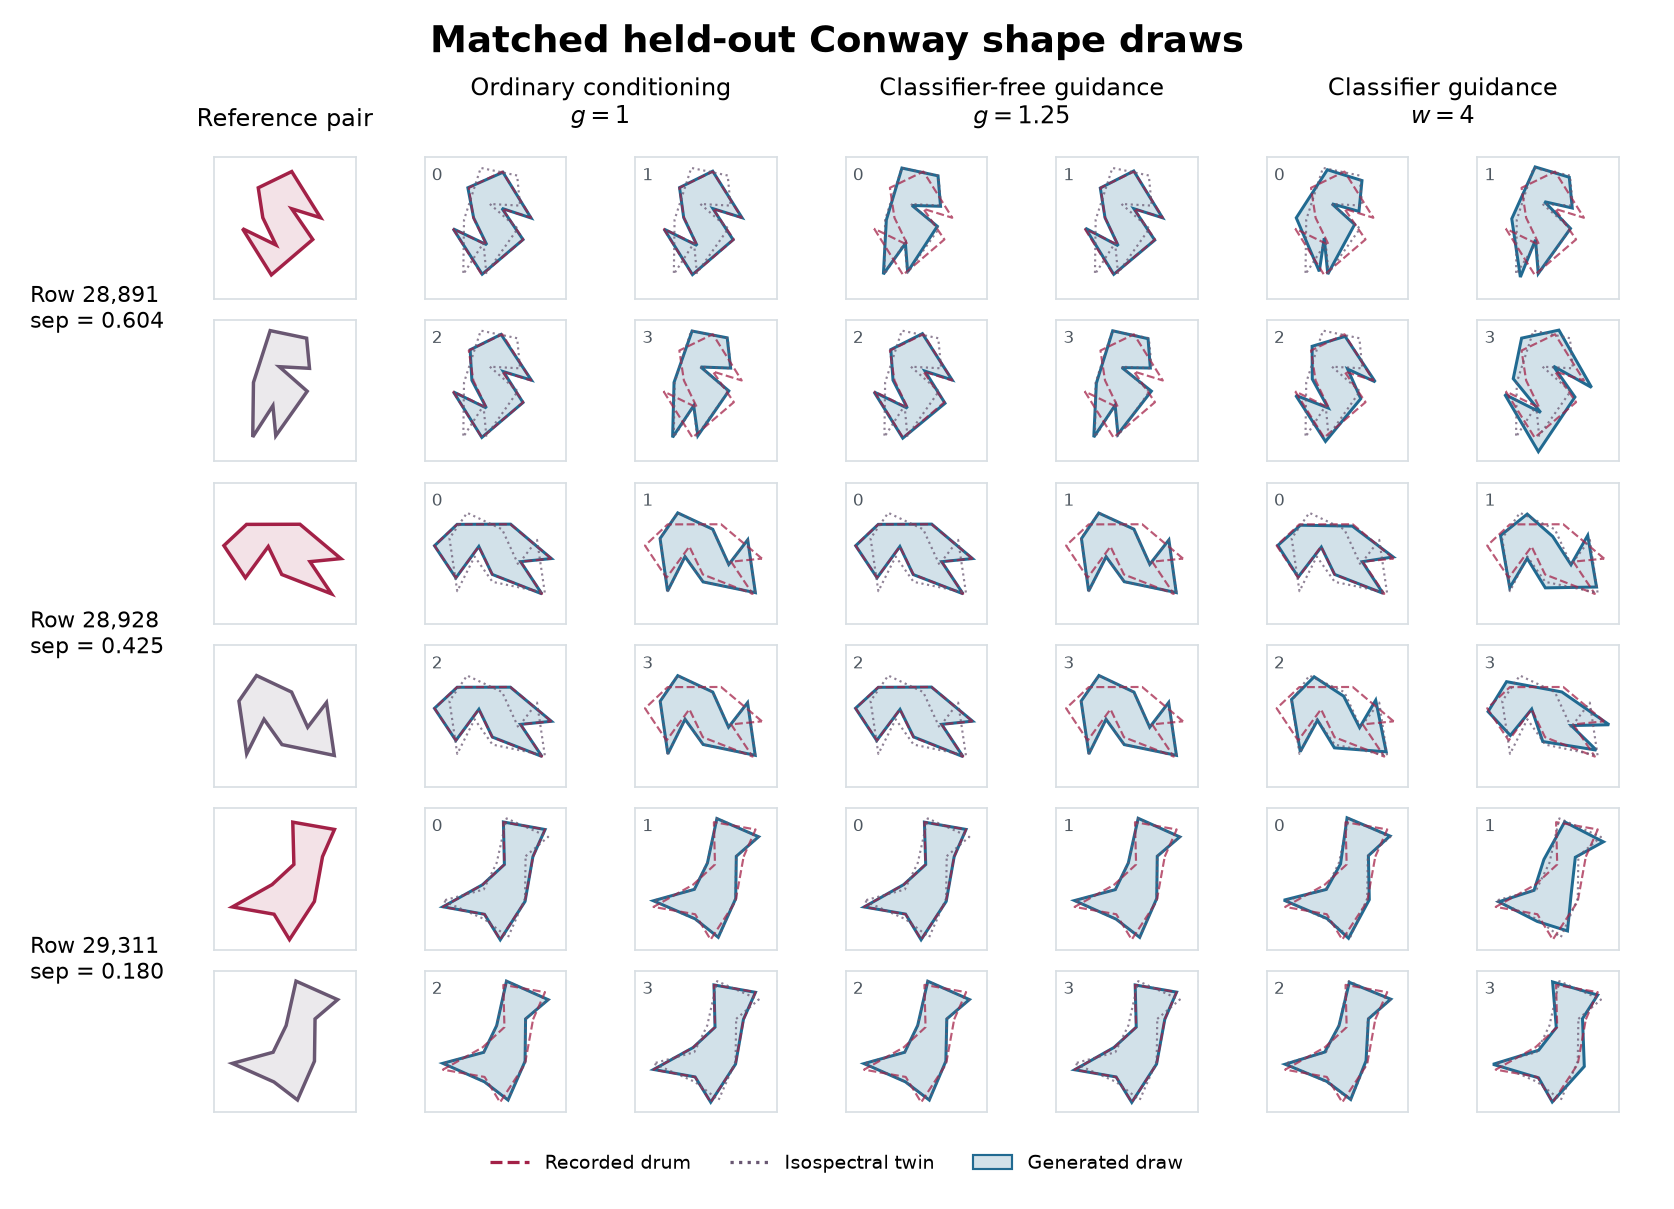 Matched held-out Conway shape draws
Reference pair
Ordinary conditioning
g = 1
Classifier-free guidance
g = 1.25
Classifier guidance
w = 4
Row 28,891
sep = 0.604
0 1 0 1 0 1
2 3 2 3 2 3
Row 28,928
sep = 0.425
0 1 0 1 0 1
2 3 2 3 2 3
Row 29,311
sep = 0.180
0 1 0 1 0 1
2 3 2 3 2 3
Recorded drum Isospectral twin Generated draw